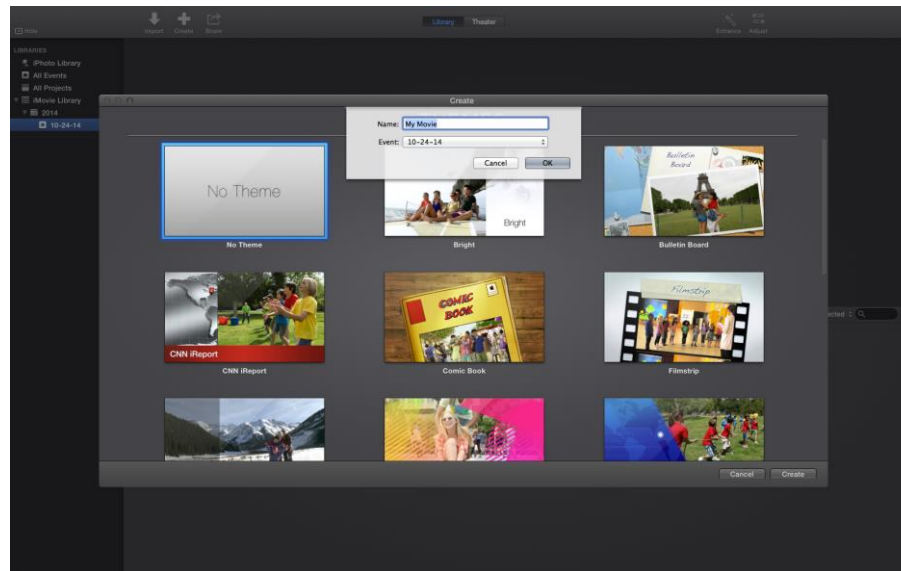 Hide
Import Create Share
Library Theater
Enhance Adjust
LIBRARIES
iPhoto Library
All Events
All Projects
iMovie Library
2014
10-24-14
Create
Name: My Movie
Event: 10-24-14
Cancel OK
No Theme
No Theme
Bright
Bright
Bulletin Board
Bulletin Board
CNN iReport
CNN iReport
COMIC BOOK
Comic Book
Filmstrip
Filmstrip
Cancel Create